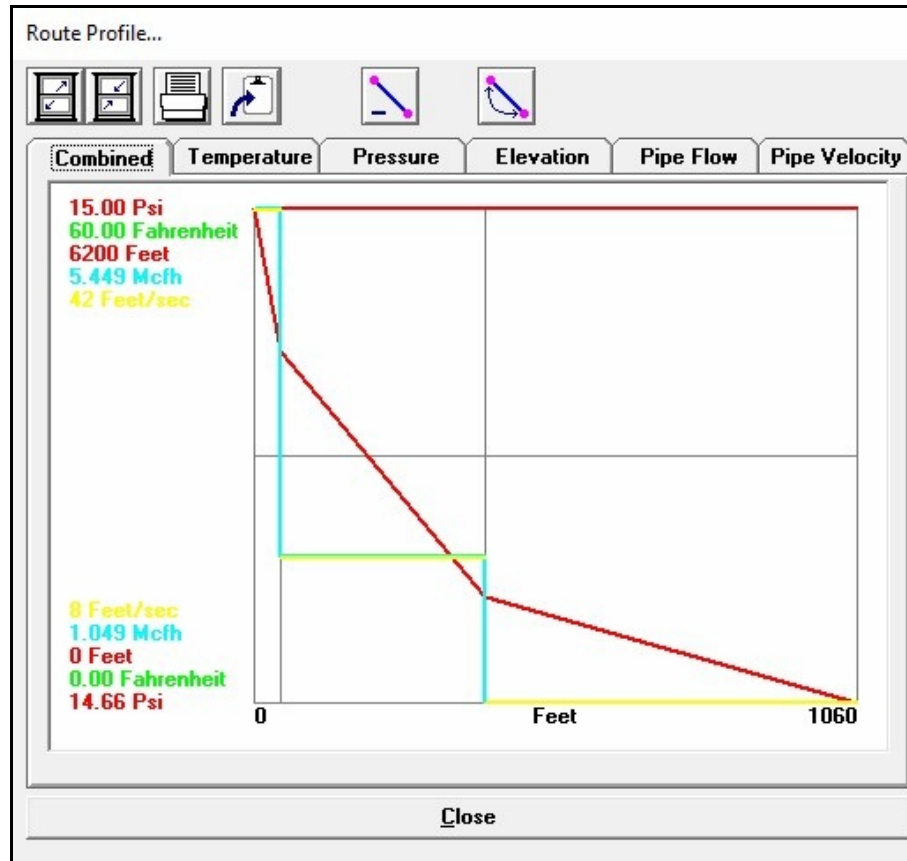 Route Profile...
Combined Temperature Pressure Elevation Pipe Flow Pipe Velocity
15.00 Psi
60.00 Fahrenheit
6200 Feet
5.449 Mcfh
42 Feet/sec
8 Feet/sec
1.049 Mcfh
0 Feet
0.00 Fahrenheit
14.66 Psi
0 Feet 1060
Close